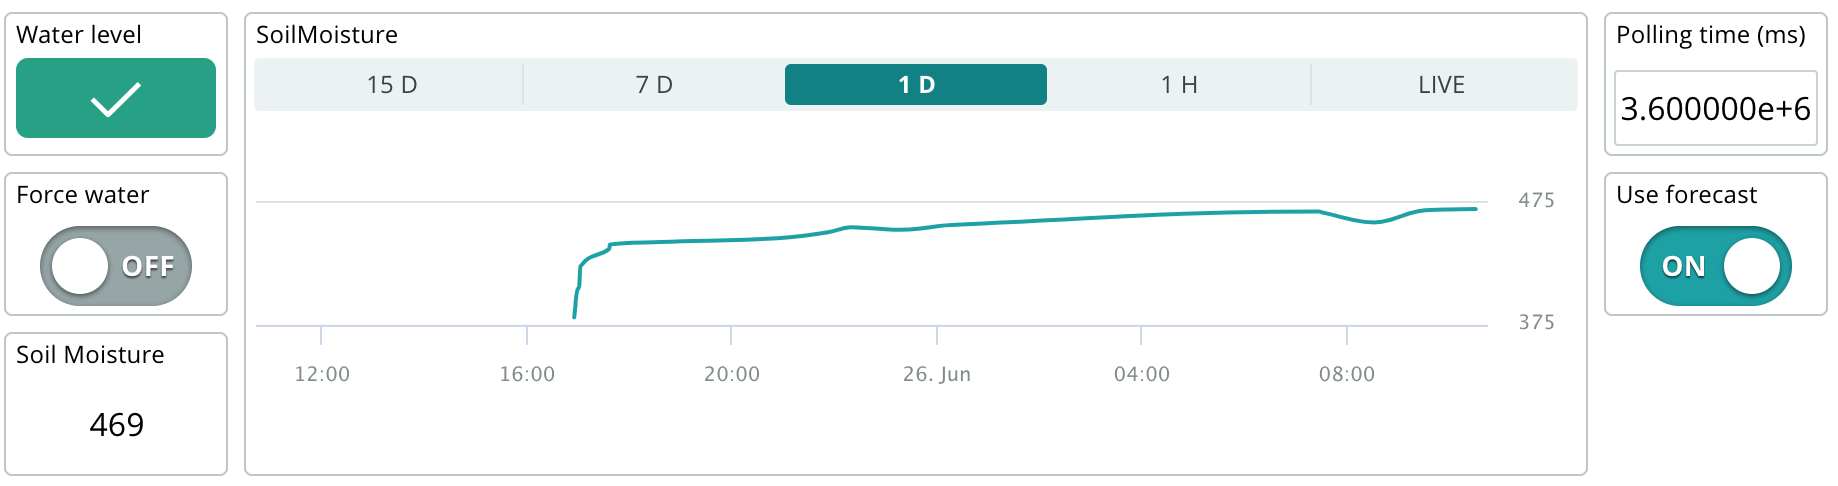 Water level
Force water
OFF
Soil Moisture
469
SoilMoisture
15 D
7 D
1 D
1 H
LIVE
475
375
12:00
16:00
20:00
26. Jun
04:00
08:00
Polling time (ms)
3.600000e+6
Use forecast
ON